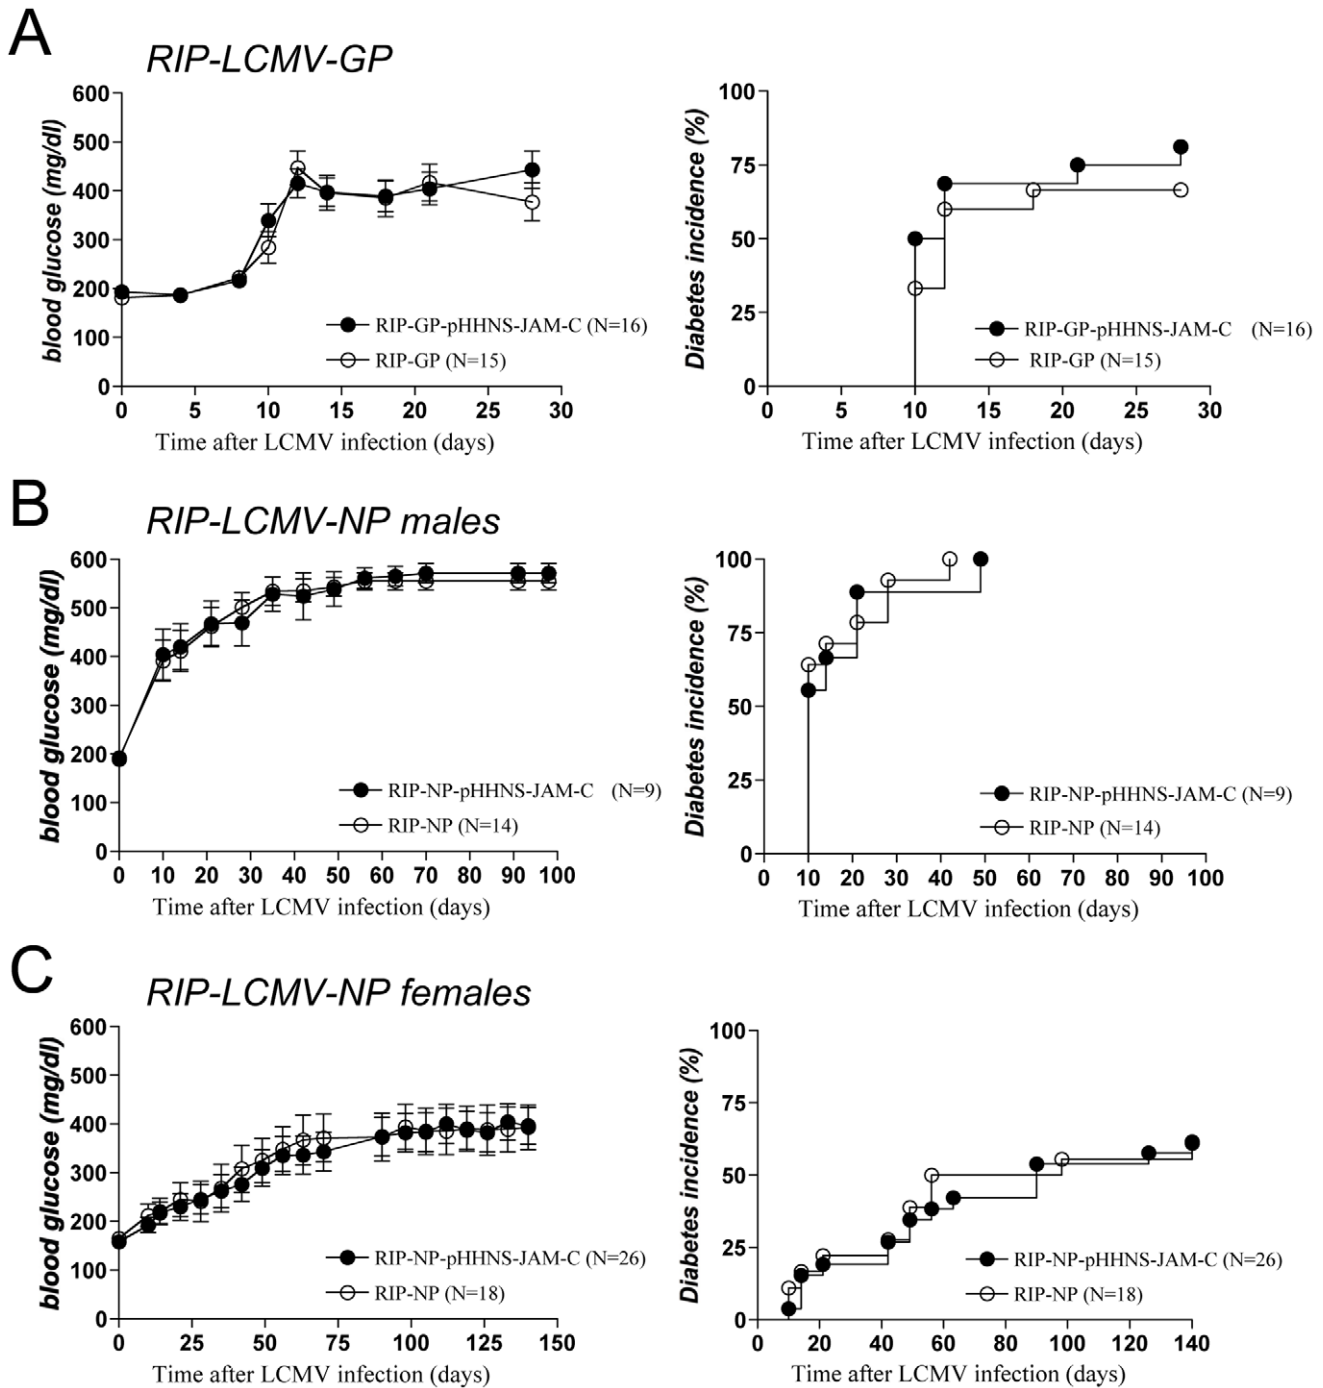 A
RIP-LCMV-GP
blood glucose (mg/dl)
600
500
400
300
200
100
0
0 5 10 15 20 25 30
Time after LCMV infection (days)
RIP-GP-pHHNS-JAM-C (N=16)
RIP-GP (N=15)
Diabetes incidence (%)
100
75
50
25
0
0 5 10 15 20 25 30
Time after LCMV infection (days)
RIP-GP-pHHNS-JAM-C (N=16)
RIP-GP (N=15)
B
RIP-LCMV-NP males
blood glucose (mg/dl)
600
500
400
300
200
100
0
0 10 20 30 40 50 60 70 80 90 100
Time after LCMV infection (days)
RIP-NP-pHHNS-JAM-C (N=9)
RIP-NP (N=14)
Diabetes incidence (%)
100
75
50
25
0
0 10 20 30 40 50 60 70 80 90 100
Time after LCMV infection (days)
RIP-NP-pHHNS-JAM-C (N=9)
RIP-NP (N=14)
C
RIP-LCMV-NP females
blood glucose (mg/dl)
600
500
400
300
200
100
0
0 25 50 75 100 125 150
Time after LCMV infection (days)
RIP-NP-pHHNS-JAM-C (N=26)
RIP-NP (N=18)
Diabetes incidence (%)
100
75
50
25
0
0 20 40 60 80 100 120 140
Time after LCMV infection (days)
RIP-NP-pHHNS-JAM-C (N=26)
RIP-NP (N=18)